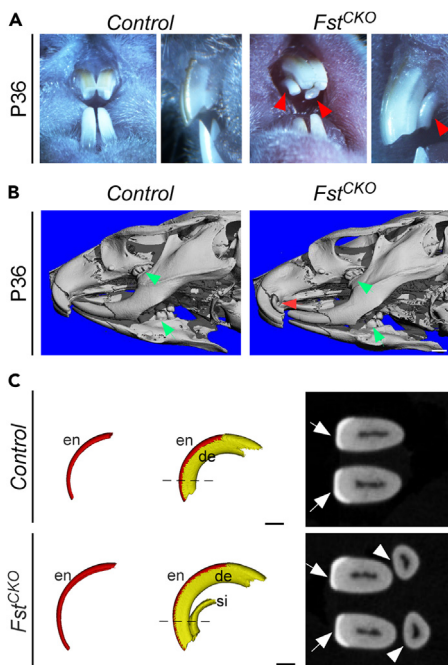 A
Control
Fst^CKO
P36
B
Control
Fst^CKO
P36
C
Control
en
en
de
Fst^CKO
en
en
de
si